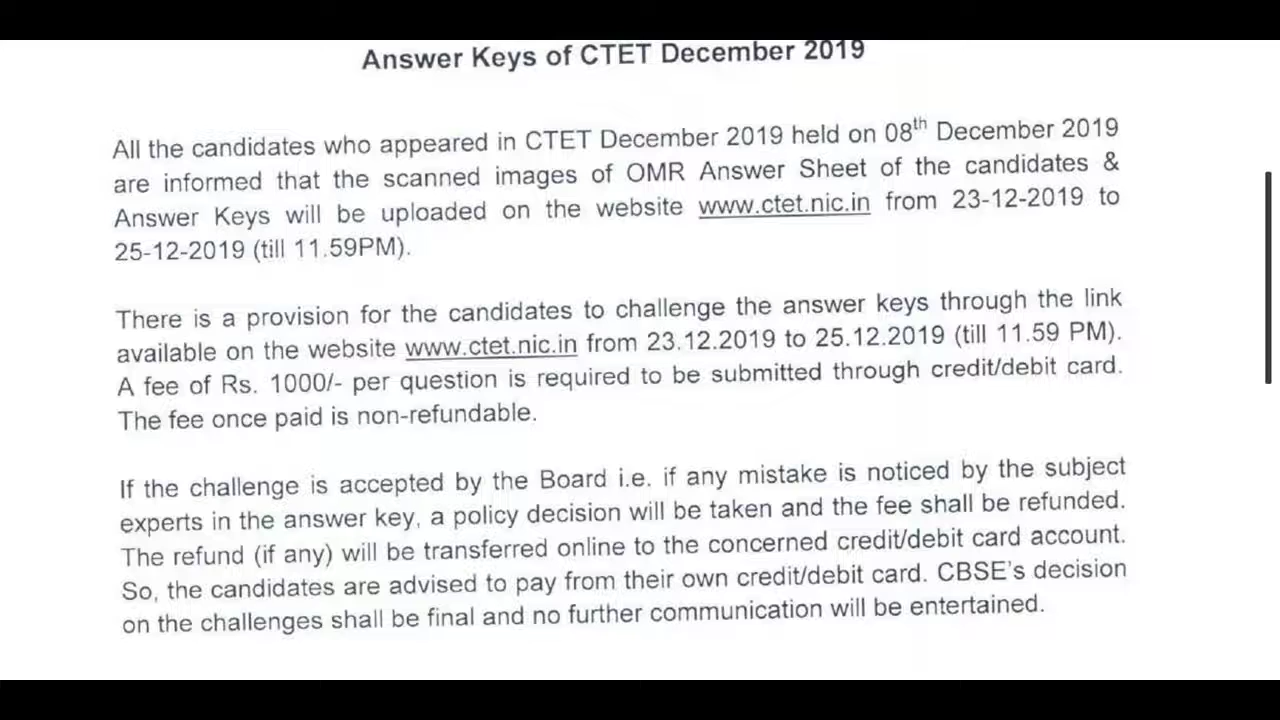 Answer Keys of CTET December 2019
All the candidates who appeared in CTET December 2019 held on 08th December 2019
are informed that the scanned images of OMR Answer Sheet of the candidates &
Answer Keys will be uploaded on the website www.ctet.nic.in from 23-12-2019 to
25-12-2019 (till 11.59PM).
There is a provision for the candidates to challenge the answer keys through the link
available on the website www.ctet.nic.in from 23.12.2019 to 25.12.2019 (till 11.59 PM).
A fee of Rs. 1000/- per question is required to be submitted through credit/debit card.
The fee once paid is non-refundable.
If the challenge is accepted by the Board i.e. if any mistake is noticed by the subject
experts in the answer key, a policy decision will be taken and the fee shall be refunded.
The refund (if any) will be transferred online to the concerned credit/debit card account.
So, the candidates are advised to pay from their own credit/debit card. CBSE's decision
on the challenges shall be final and no further communication will be entertained.